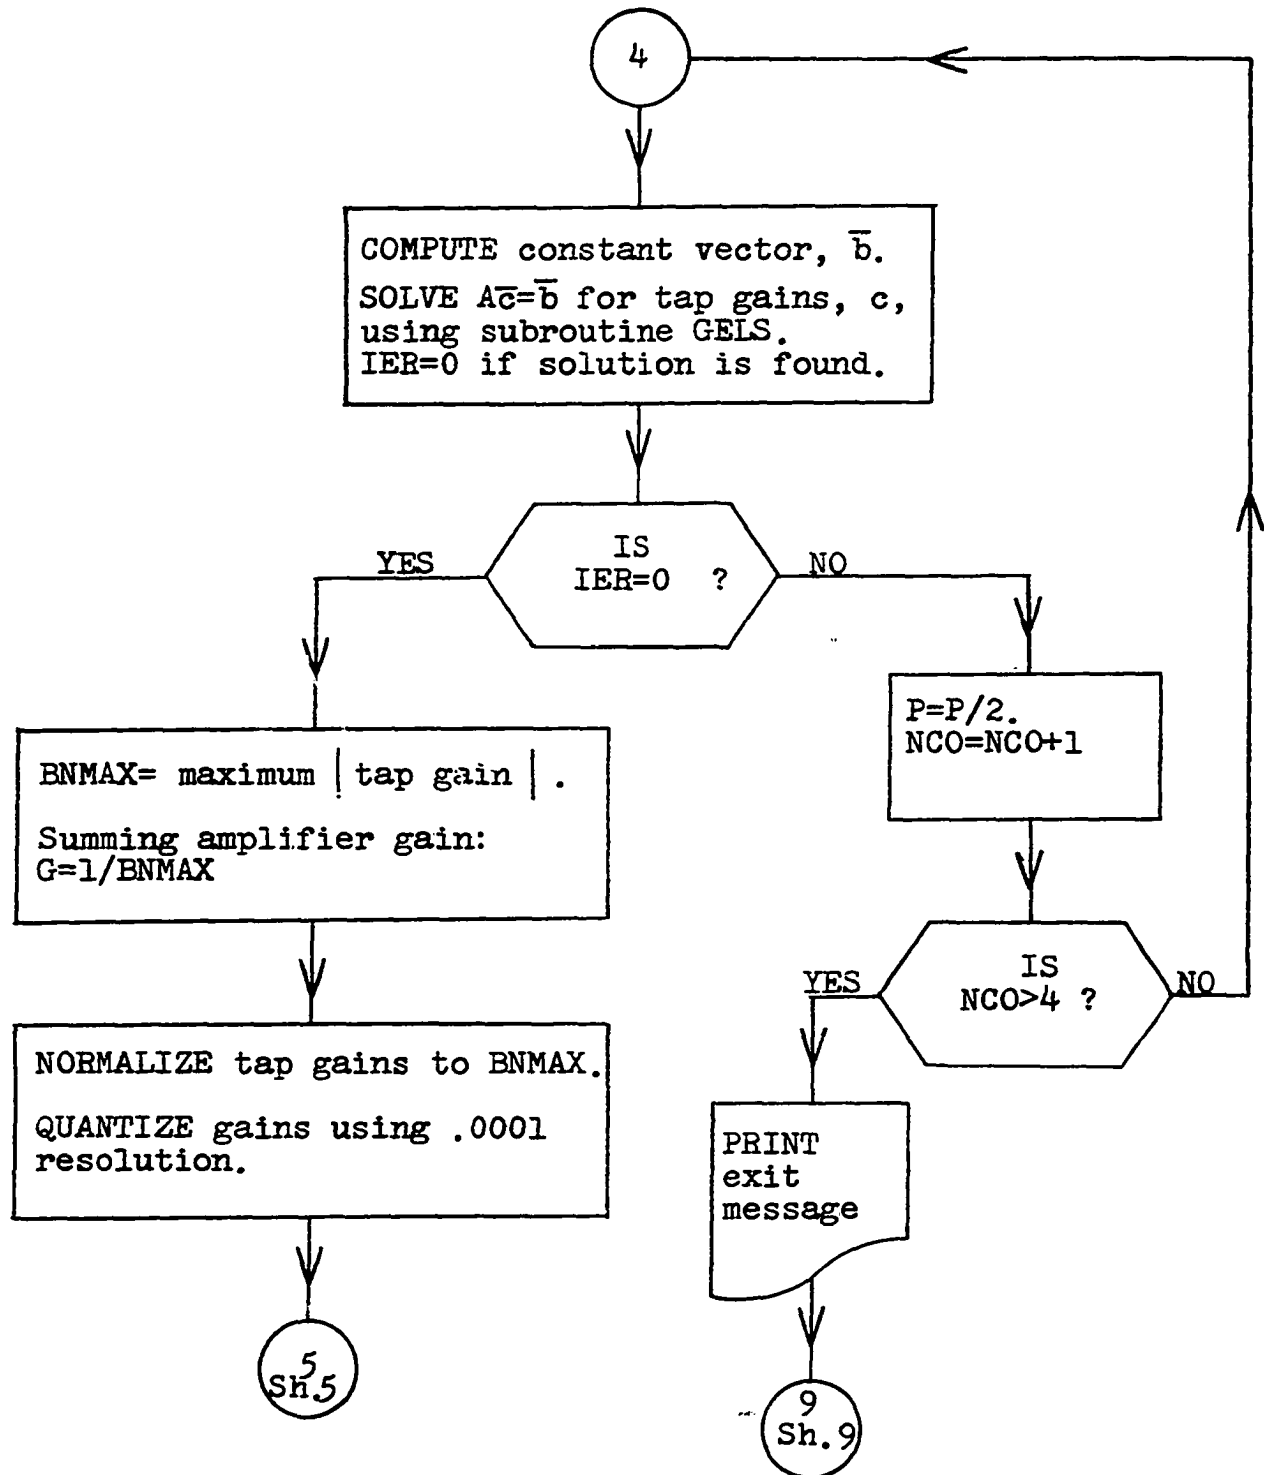 4
COMPUTE constant vector, b̅.
SOLVE Ac̅=b̅ for tap gains, c,
using subroutine GELS.
IER=0 if solution is found.
IS
IER=0 ?
YES
NO
P=P/2.
NCO=NCO+1
BNMAX= maximum | tap gain | .
Summing amplifier gain:
G=1/BNMAX
IS
NCO>4 ?
YES
NO
NORMALIZE tap gains to BNMAX.
QUANTIZE gains using .0001
resolution.
PRINT
exit
message
5
Sh.5
9
Sh.9